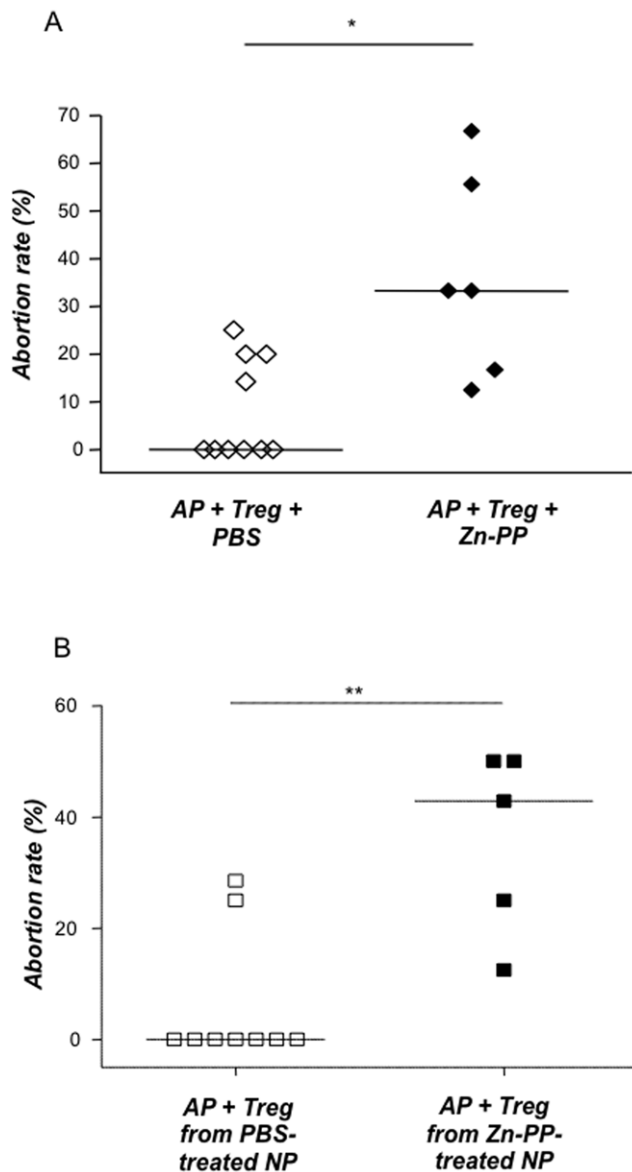 A
*
70
60
50
40
30
20
10
0
Abortion rate (%)
AP + Treg +
PBS
AP + Treg +
Zn-PP
B
**
60
40
20
0
Abortion rate (%)
AP + Treg
from PBS-
treated NP
AP + Treg
from Zn-PP-
treated NP